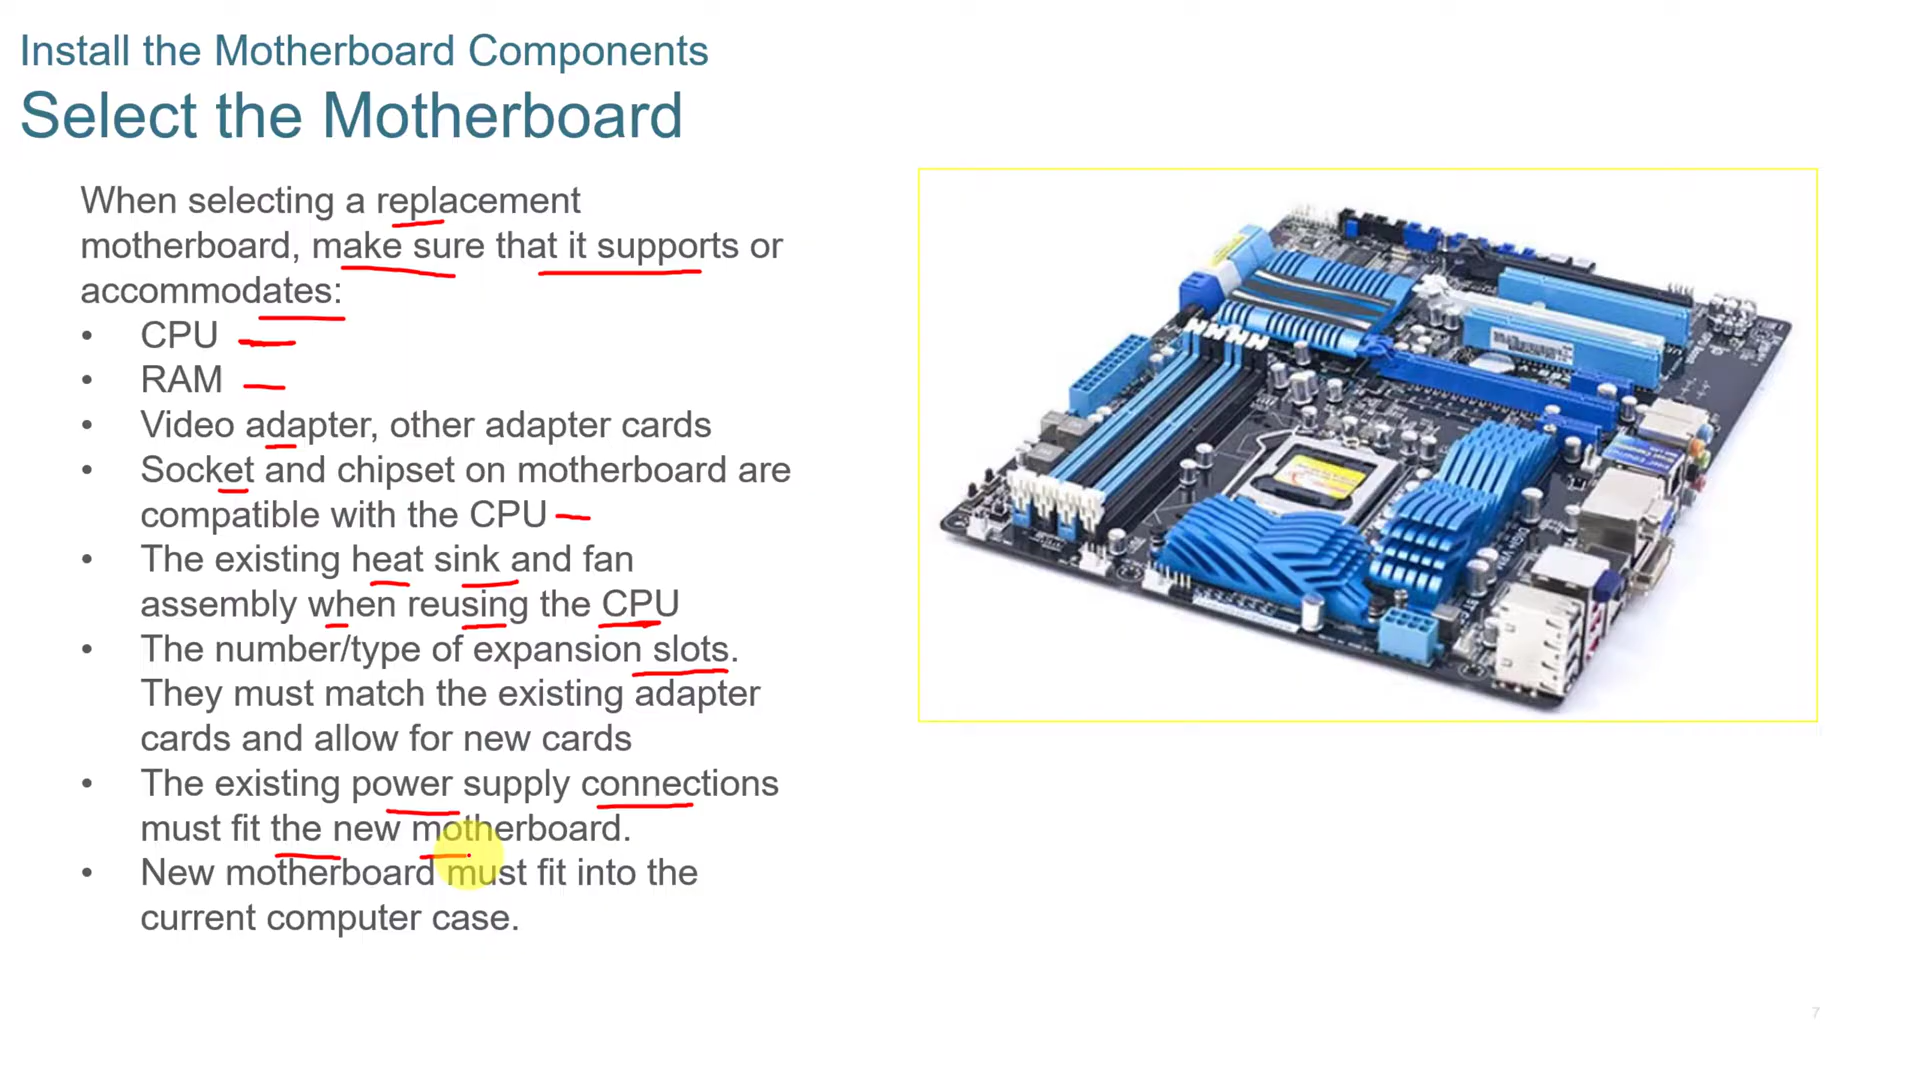 Install the Motherboard Components
Select the Motherboard
When selecting a replacement
motherboard, make sure that it supports or
accommodates:
• CPU
• RAM
• Video adapter, other adapter cards
• Socket and chipset on motherboard are
compatible with the CPU
• The existing heat sink and fan
assembly when reusing the CPU
• The number/type of expansion slots.
They must match the existing adapter
cards and allow for new cards
• The existing power supply connections
must fit the new motherboard.
• New motherboard must fit into the
current computer case.
7